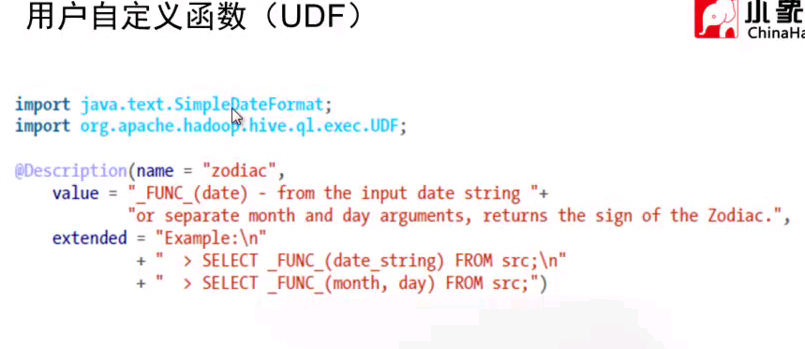 用户自定义函数（UDF）
小象
ChinaHa
import java.text.SimpleDateFormat;
import org.apache.hadoop.hive.ql.exec.UDF;
@Description(name = "zodiac",
value = "_FUNC_(date) - from the input date string "+
"or separate month and day arguments, returns the sign of the Zodiac.",
extended = "Example:\n"
+ "  > SELECT _FUNC_(date_string) FROM src;\n"
+ "  > SELECT _FUNC_(month, day) FROM src;")